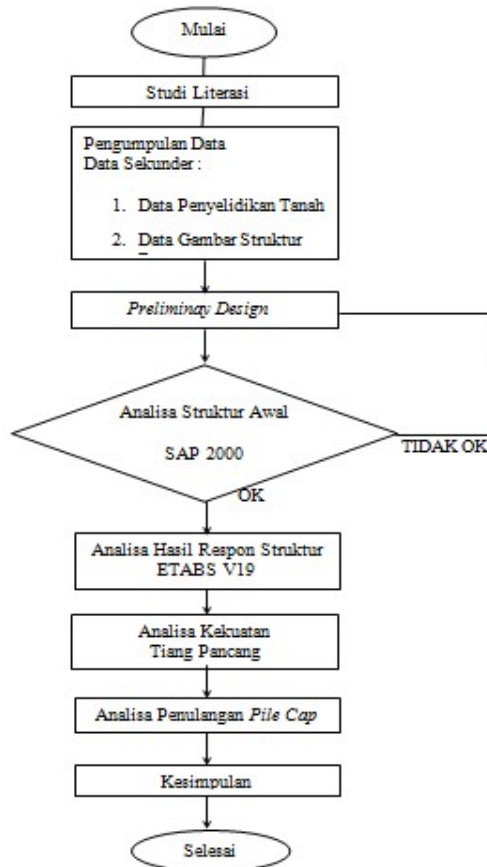 Mulai
Studi Literasi
Pengumpulan Data
Data Sekunder :
1. Data Penyelidikan Tanah
2. Data Gambar Struktur
Preliminay Design
Analisa Struktur Awal
SAP 2000
TIDAK OK
OK
Analisa Hasil Respon Struktur
ETABS V19
Analisa Kekuatan
Tiang Pancang
Analisa Penulangan Pile Cap
Kesimpulan
Selesai